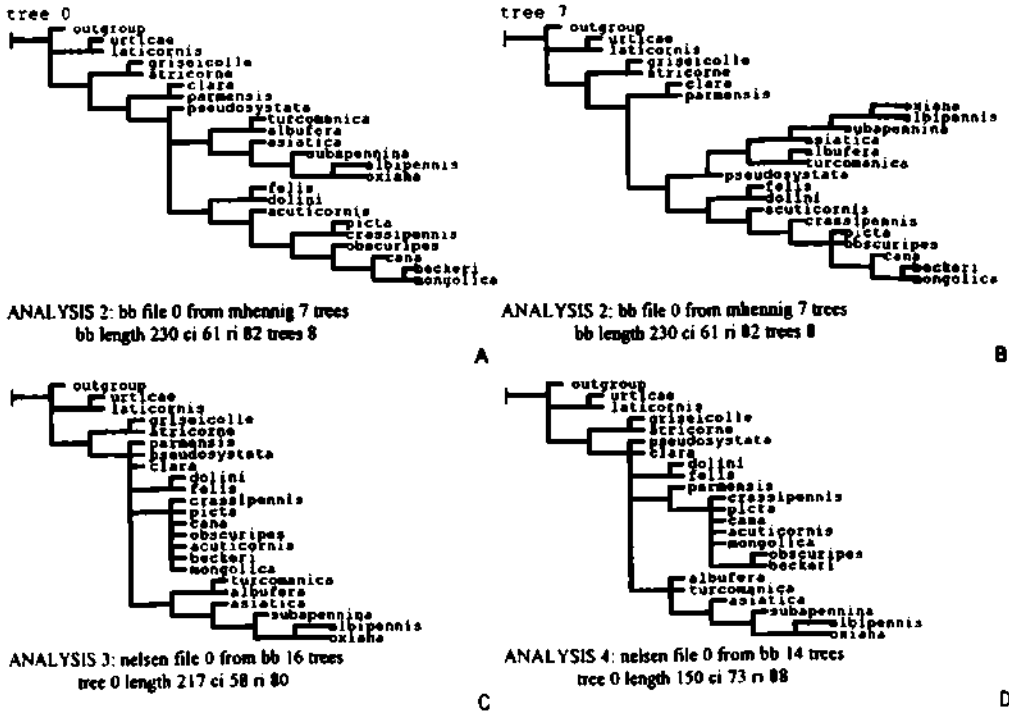 tree 0
outgroup
urticae
laticornis
griseicolle
atricorne
clara
parmensis
pseudosystata
turcomanica
albufera
asiatica
subapennina
albipennis
oxiana
felis
dolini
acuticornis
picta
crassipennis
obscuripes
cana
beckeri
mongolica
ANALYSIS 2: bb file 0 from mhennig 7 trees
bb length 230 ci 61 ri 82 trees 8
A
tree 7
outgroup
urticae
laticornis
griseicolle
atricorne
clara
parmensis
oxiana
albipennis
subapennina
asiatica
albufera
turcomanica
pseudosystata
felis
dolini
acuticornis
crassipennis
picta
obscuripes
cana
beckeri
mongolica
ANALYSIS 2: bb file 0 from mhennig 7 trees
bb length 230 ci 61 ri 82 trees 8
B
outgroup
urticae
laticornis
griseicolle
atricorne
parmensis
pseudosystata
clara
dolini
felis
crassipennis
picta
cana
obscuripes
acuticornis
beckeri
mongolica
turcomanica
albufera
asiatica
subapennina
albipennis
oxiana
ANALYSIS 3: nelsen file 0 from bb 16 trees
tree 0 length 217 ci 58 ri 80
C
outgroup
urticae
laticornis
griseicolle
atricorne
pseudosystata
clara
dolini
felis
parmensis
crassipennis
picta
cana
acuticornis
mongolica
obscuripes
beckeri
albufera
turcomanica
asiatica
subapennina
albipennis
oxiana
ANALYSIS 4: nelsen file 0 from bb 14 trees
tree 0 length 150 ci 73 ri 88
D